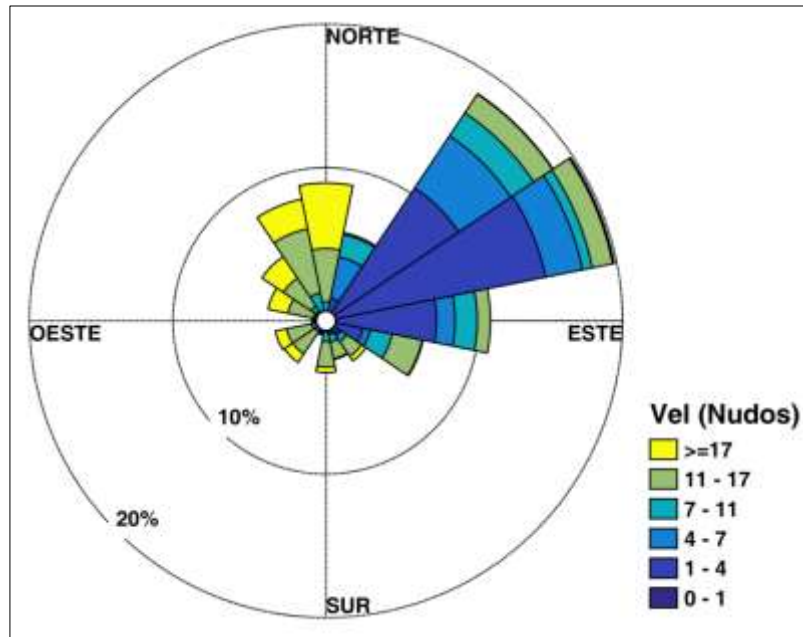 NORTE
OESTE
ESTE
10%
20%
SUR
Vel (Nudos)
>=17
11 - 17
7 - 11
4 - 7
1 - 4
0 - 1